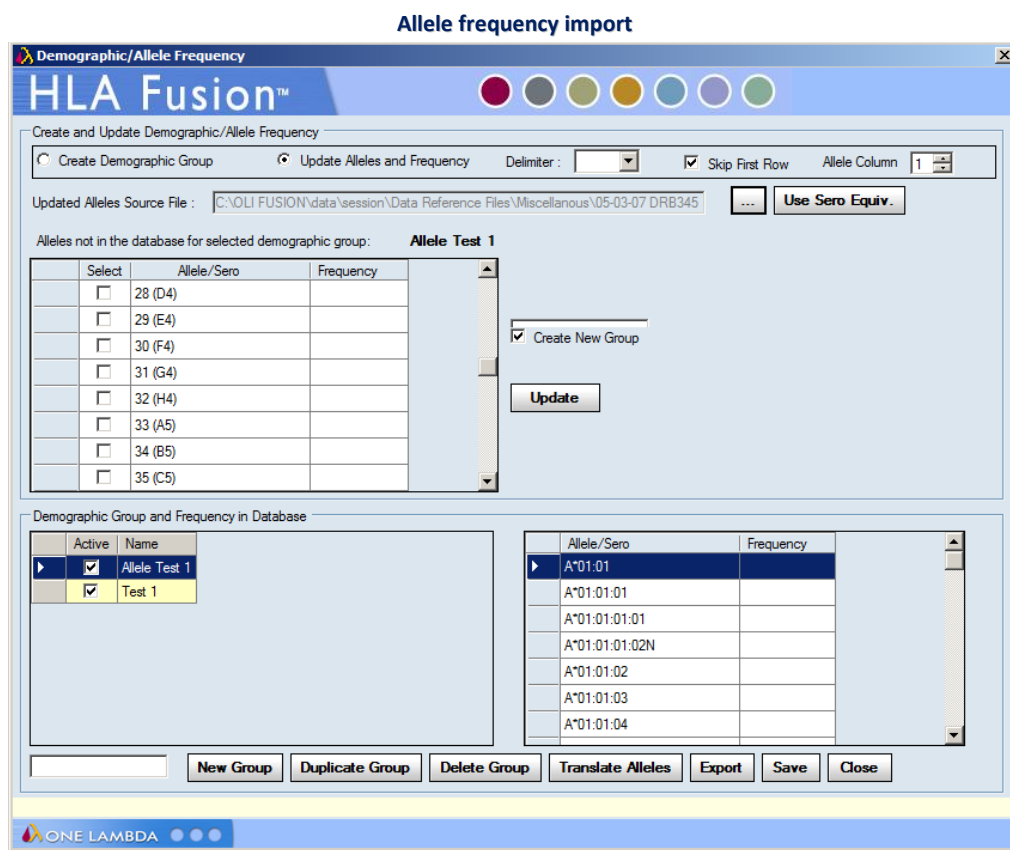 Allele frequency import
Demographic/Allele Frequency
HLA Fusion™
Create and Update Demographic/Allele Frequency
Create Demographic Group Update Alleles and Frequency Delimiter : Skip First Row Allele Column 1
Updated Alleles Source File : C:\OLI FUSION\data\session\Data Reference Files\Miscellanous\05-03-07 DRB345 ... Use Sero Equiv.
Alleles not in the database for selected demographic group: Allele Test 1
Select Allele/Sero Frequency
28 (D4)
29 (E4)
30 (F4)
31 (G4)
32 (H4)
33 (A5)
34 (B5)
35 (C5)
Create New Group
Update
Demographic Group and Frequency in Database
Active Name
Allele Test 1
Test 1
Allele/Sero Frequency
A*01:01
A*01:01:01
A*01:01:01:01
A*01:01:01:02N
A*01:01:02
A*01:01:03
A*01:01:04
New Group Duplicate Group Delete Group Translate Alleles Export Save Close
ONE LAMBDA